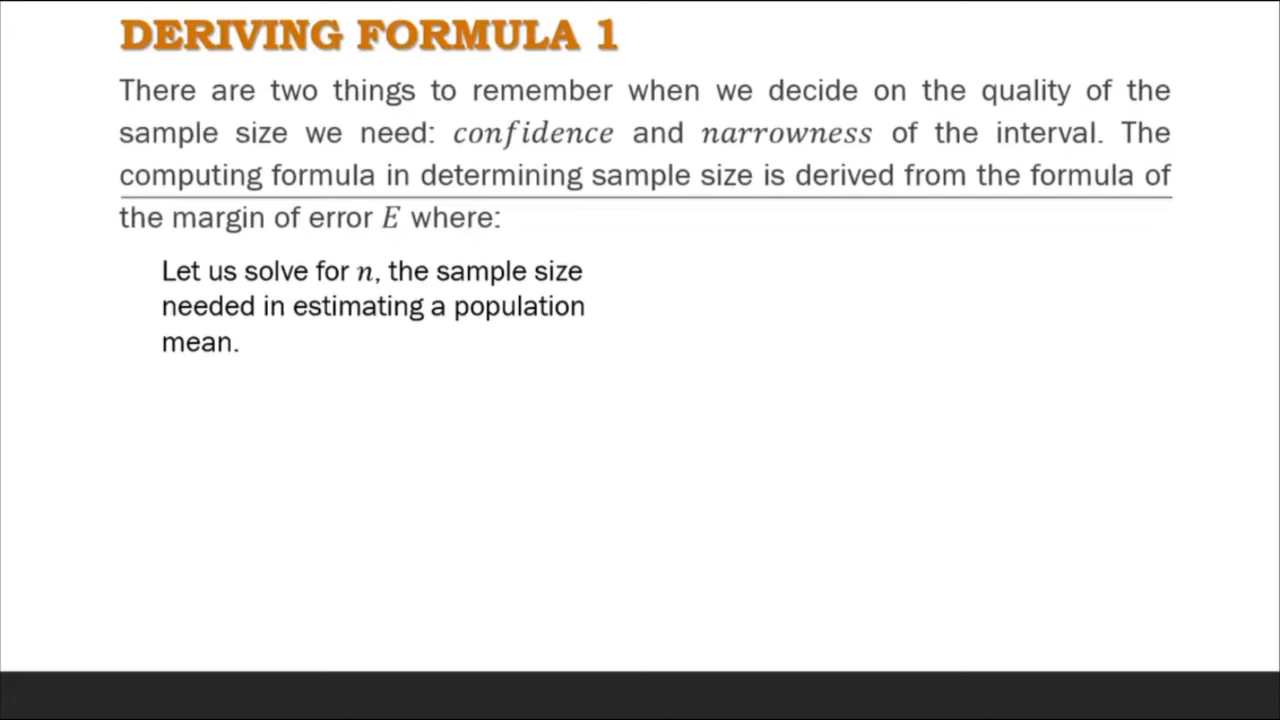 DERIVING FORMULA 1
There are two things to remember when we decide on the quality of the
sample size we need: confidence and narrowness of the interval. The
computing formula in determining sample size is derived from the formula of
the margin of error E where:
Let us solve for n, the sample size
needed in estimating a population
mean.